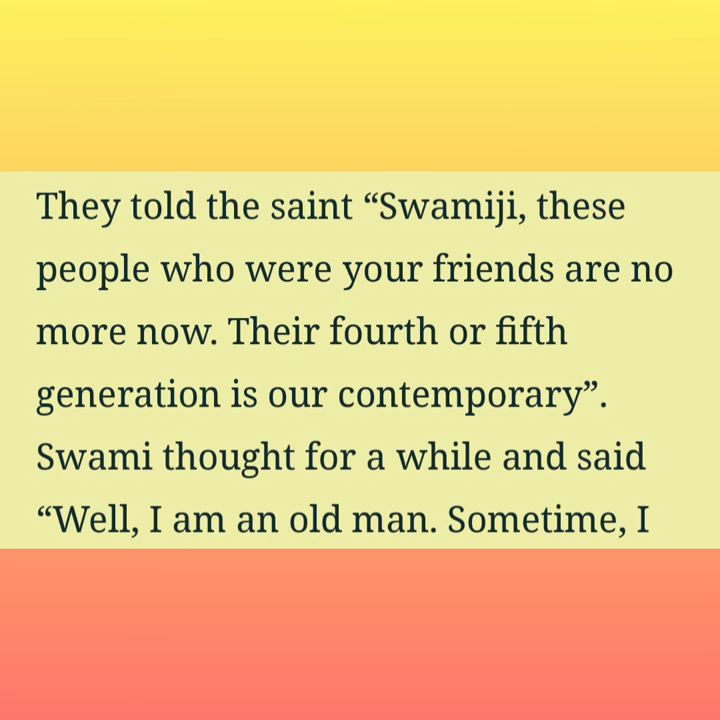 They told the saint “Swamiji, these
people who were your friends are no
more now. Their fourth or fifth
generation is our contemporary”.
Swami thought for a while and said
“Well, I am an old man. Sometime, I